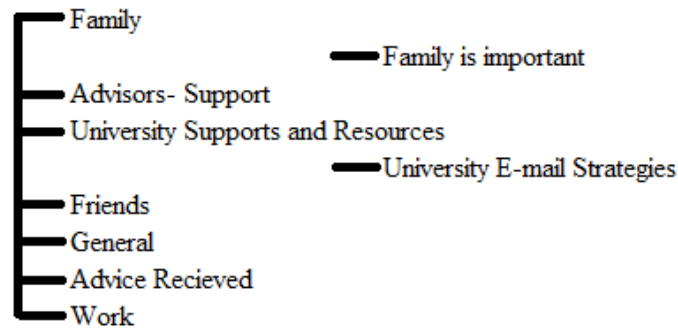 Family
Family is important
Advisors- Support
University Supports and Resources
University E-mail Strategies
Friends
General
Advice Recieved
Work